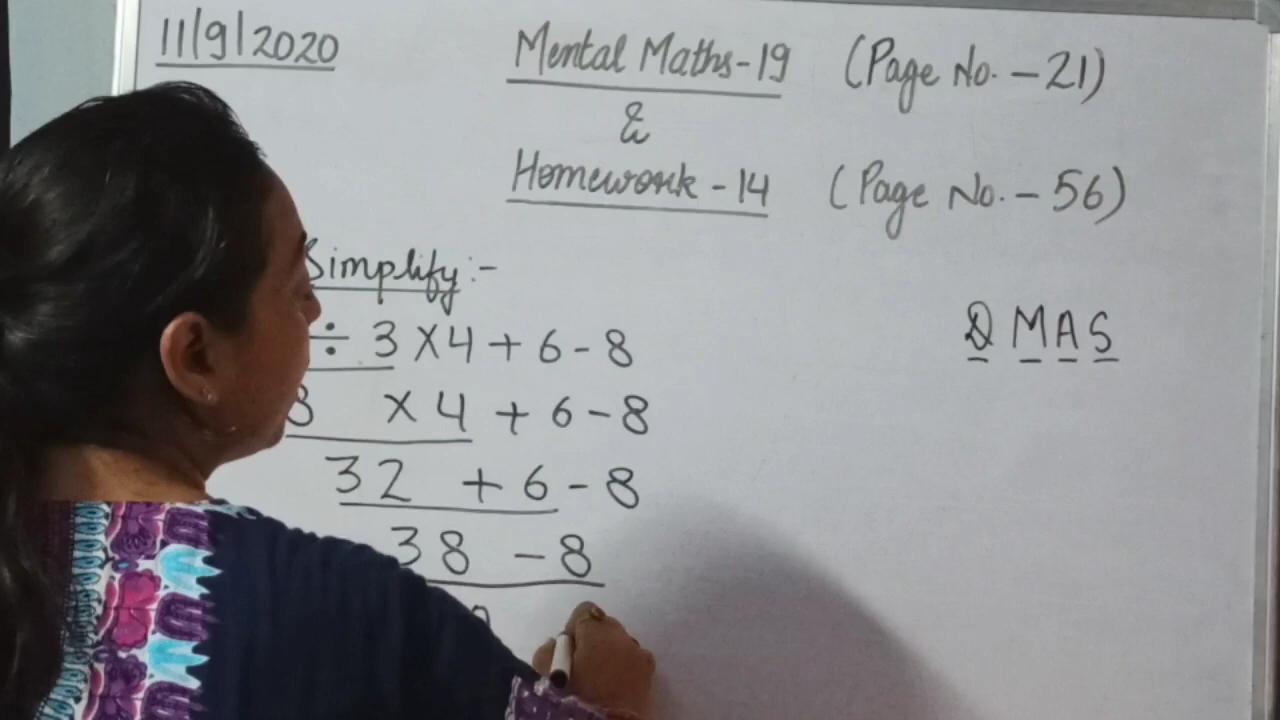 11/9/2020
Mental Maths-19 (Page No. -21)
&
Homework-14 (Page No. -56)
Simplify:-
÷ 3 × 4 + 6 - 8
8 × 4 + 6 - 8
32 + 6 - 8
38 - 8
DMAS